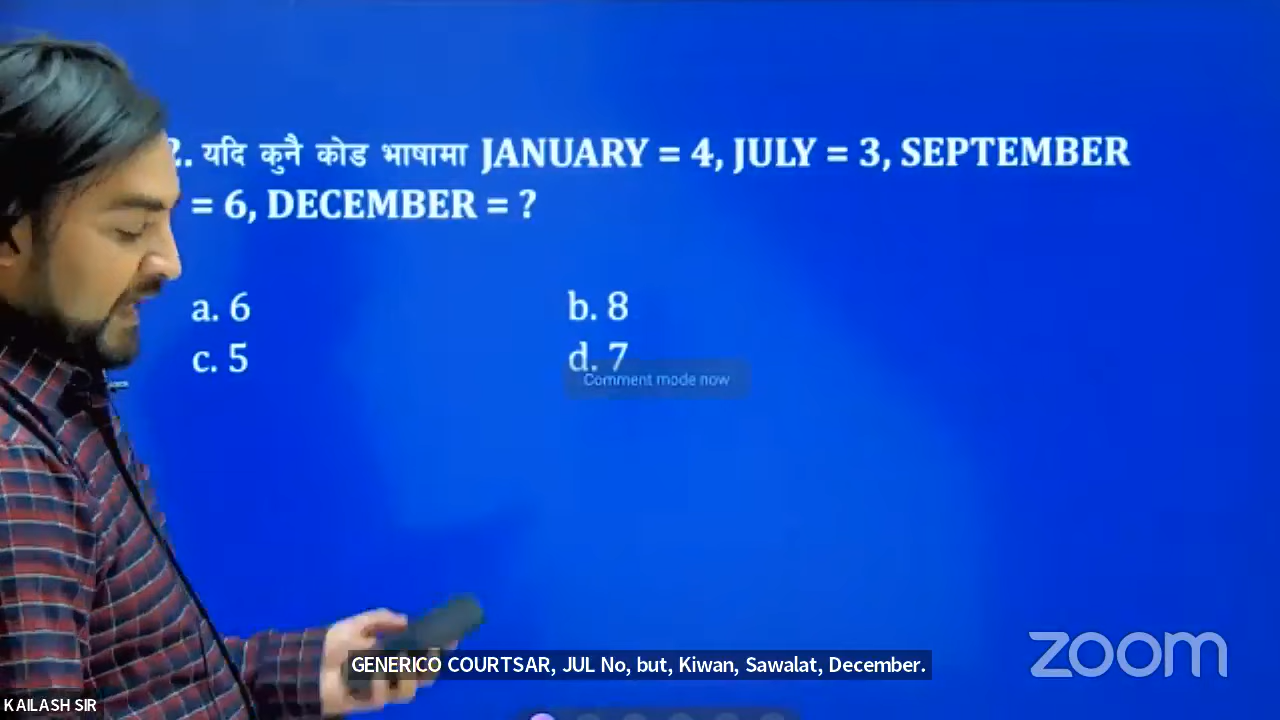 2. यदि कुनै कोड भाषामा JANUARY = 4, JULY = 3, SEPTEMBER
= 6, DECEMBER = ?
a. 6
b. 8
c. 5
d. 7
Comment mode now
GENERICO COURTSAR, JUL No, but, Kiwan, Sawalat, December.
zoom
KAILASH SIR